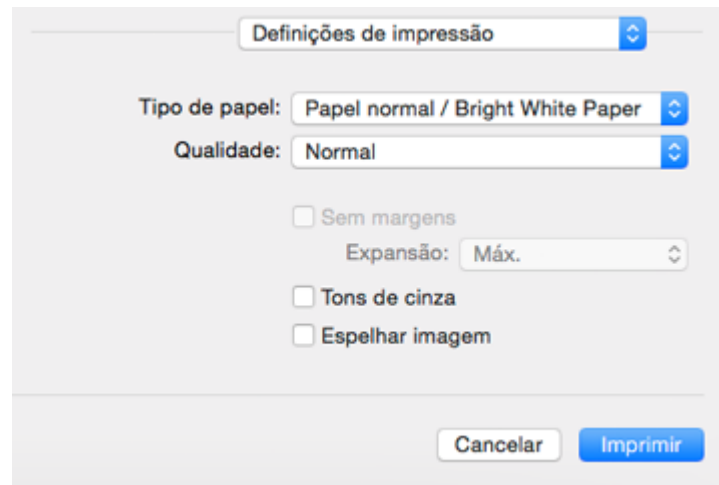 Definições de impressão
Tipo de papel: Papel normal / Bright White Paper
Qualidade: Normal
Sem margens
Expansão: Máx.
Tons de cinza
Espelhar imagem
Cancelar Imprimir